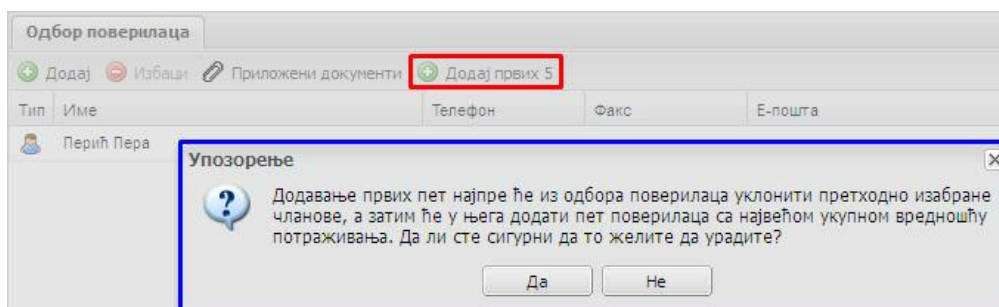 Одбор поверилаца
Додај Избаци Приложени документи Додај првих 5
Тип Име Телефон Факс Е-пошта
Перић Пера
Упозорење
Додавање првих пет најпре ће из одбора поверилаца уклонити претходно изабране
чланове, а затим ће у њега додати пет поверилаца са највећом укупном вредношћу
потраживања. Да ли сте сигурни да то желите да урадите?
Да Не